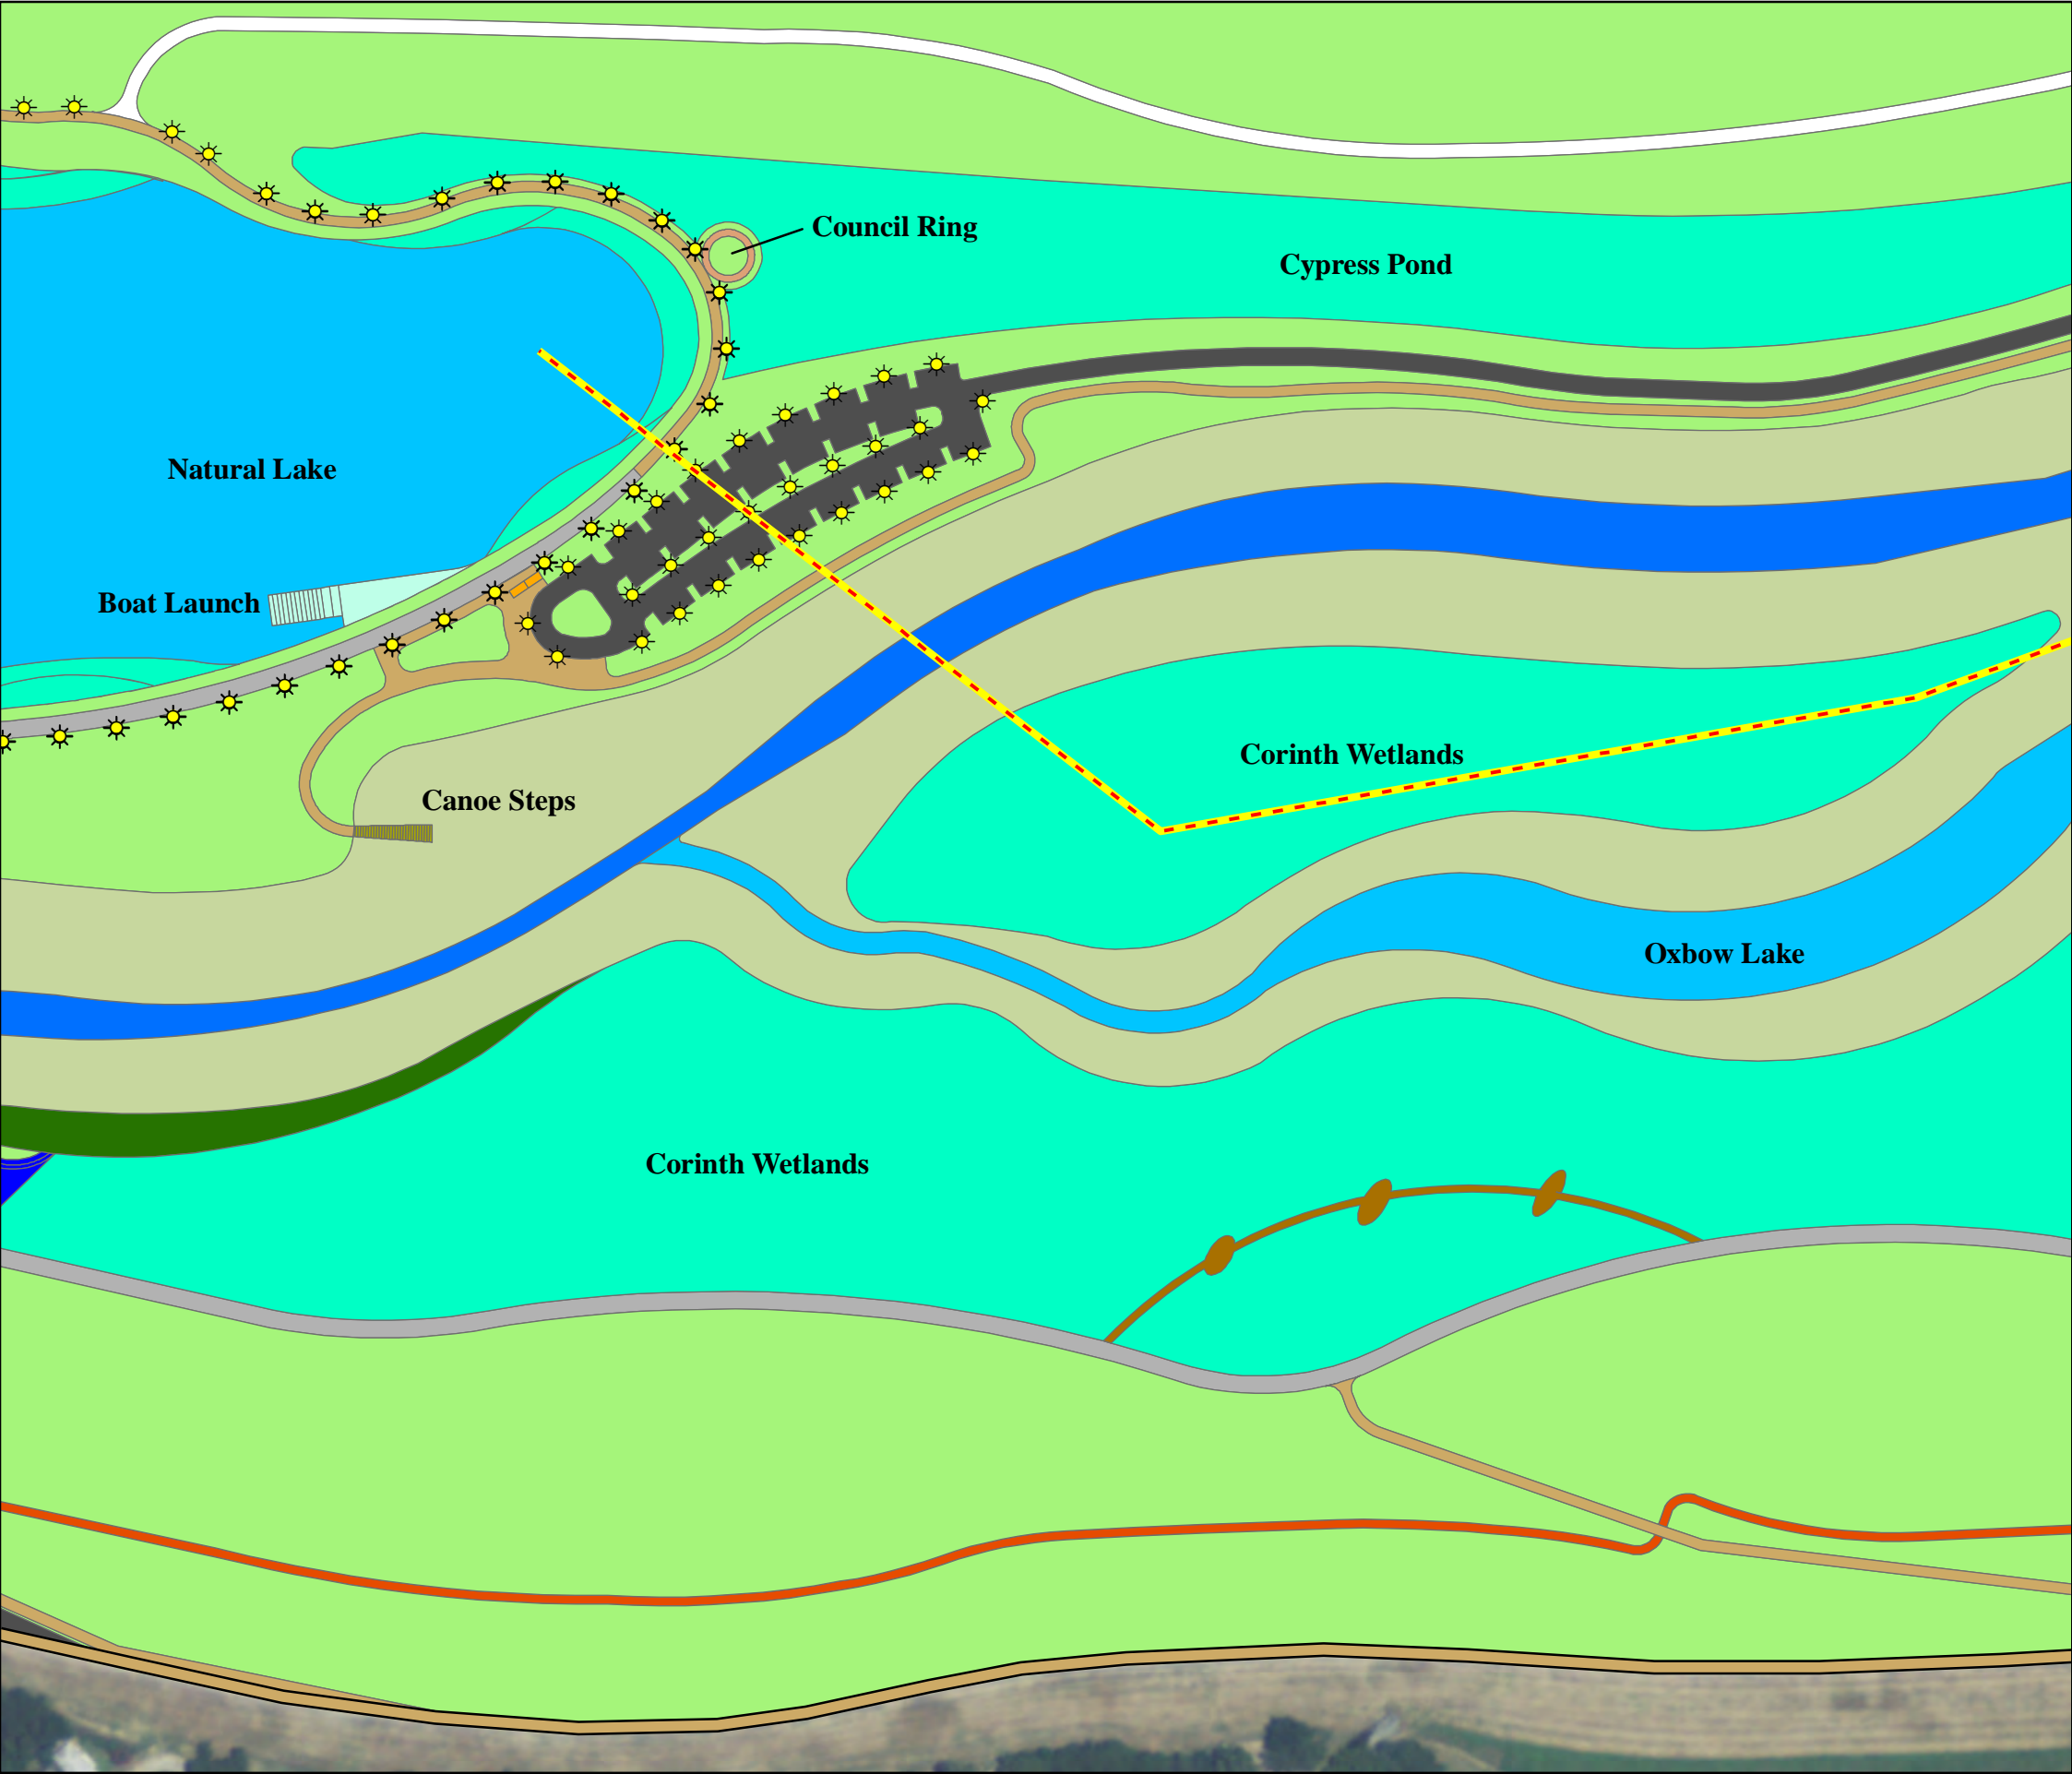 Council Ring
Cypress Pond
Natural Lake
Boat Launch
Corinth Wetlands
Canoe Steps
Oxbow Lake
Corinth Wetlands